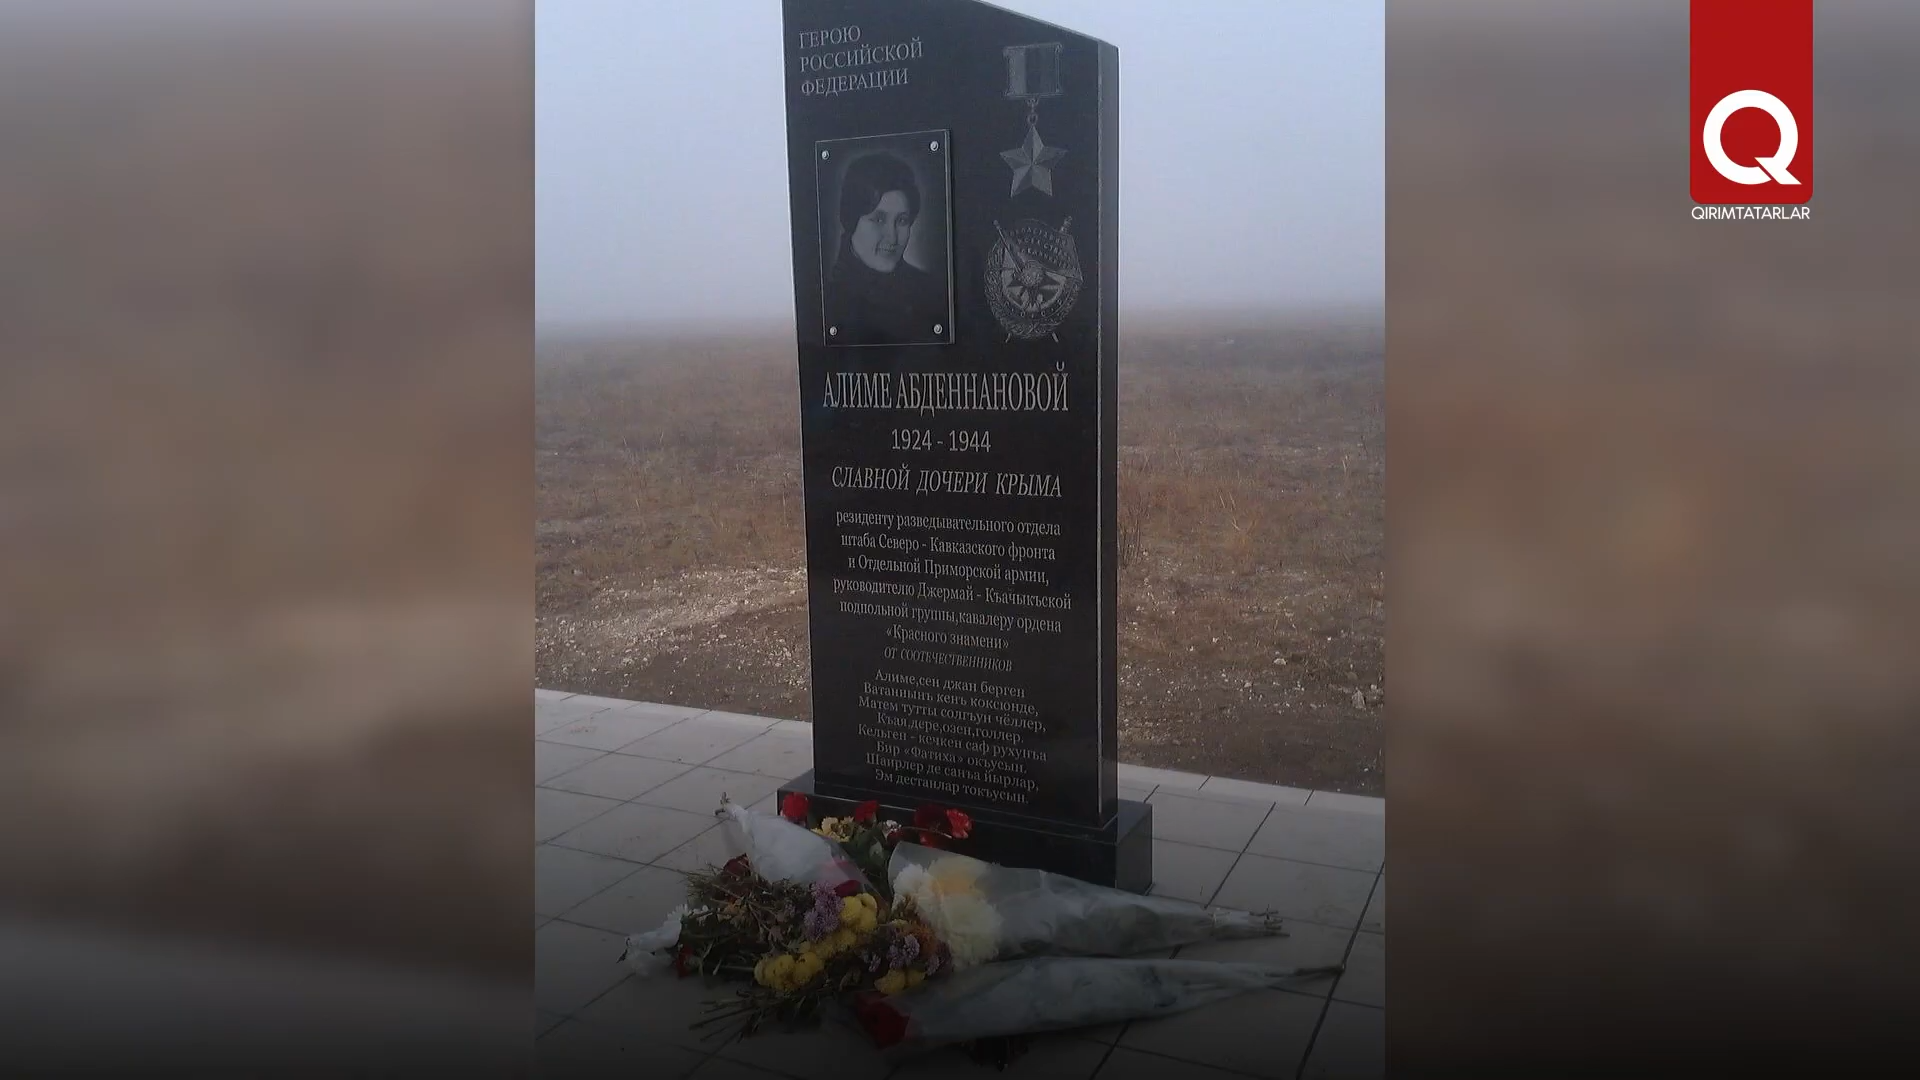 ГЕРОЮ
РОССИЙСКОЙ
ФЕДЕРАЦИИ
АЛИМЕ АБДЕННАНОВОЙ
1924 - 1944
СЛАВНОЙ ДОЧЕРИ КРЫМА
резиденту разведывательного отдела
штаба Северо - Кавказского фронта
и Отдельной Приморской армии,
руководителю Джермай - Къачыкъской
подпольной группы,кавалеру ордена
«Красного знамени»
ОТ СООТЕЧЕСТВЕННИКОВ
Алиме,сен джан берген
Ватаннынъ кенъ коксюнде,
Матем тутты солгъун чёллер,
Къая,дере,озен,голлер.
Кельген - кечкен саф рухунъа
Бир «Фатиха» окъусын,
Шаирлер де санъа йырлар,
Эм дестанлар токъусын.
Q
QIRIMTATARLAR